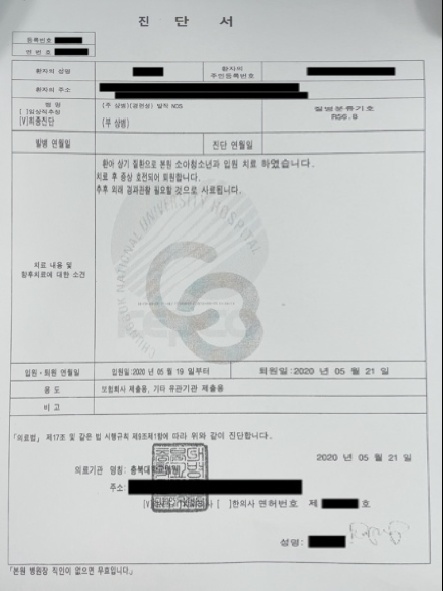 진 단 서
등록번호
연 번 호
환자의 성명
환자의
주민등록번호
환자의 주소
병 명
[ ]임상적추정
[V]최종진단
(주 상병)(경련성) 발작 NOS
(부 상병)
질병분류기호
R56.8
발병 연월일
진단 연월일
환아 상기 질환으로 본원 소아청소년과 입원 치료 하였습니다.
치료 후 증상 호전되어 퇴원합니다.
추후 외래 경과관찰 필요할 것으로 사료됩니다.
치료 내용 및
향후치료에 대한 소견
CHUNGBUK NATIONAL UNIVERSITY HOSPITAL
입원ㆍ퇴원 연월일
입원일:2020 년 05 월 19 일부터
퇴원일:2020 년 05 월 21 일
용 도
보험회사 제출용, 기타 유관기관 제출용
비 고
「의료법」 제17조 및 같은 법 시행규칙 제9조제1항에 따라 위와 같이 진단합니다.
2020 년 05 월 21 일
의료기관 명칭: 충북대학교병원
주소:
[V]의사 [ ]한의사 면허번호 제 호
성명:
「본원 병원장 직인이 없으면 무효입니다.」